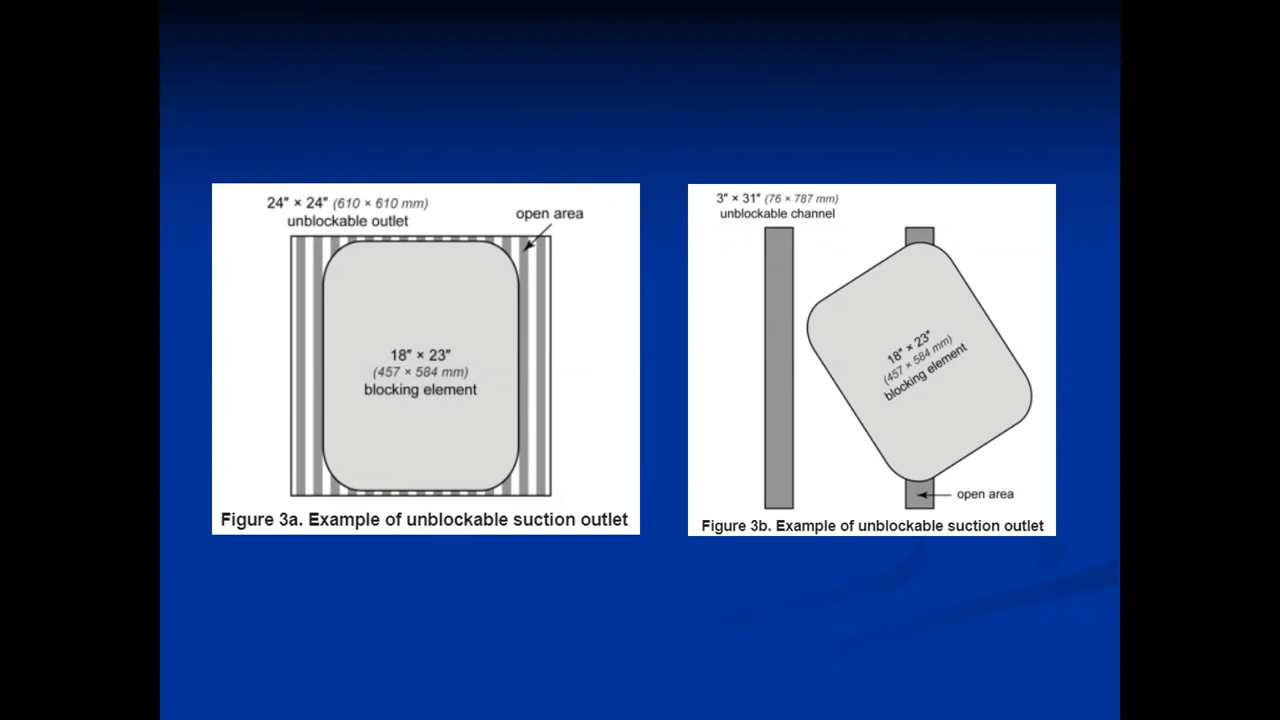 24″ × 24″ (610 × 610 mm)
unblockable outlet
open area
18″ × 23″
(457 × 584 mm)
blocking element
Figure 3a. Example of unblockable suction outlet
3″ × 31″ (76 × 787 mm)
unblockable channel
18″ × 23″
(457 × 584 mm)
blocking element
open area
Figure 3b. Example of unblockable suction outlet